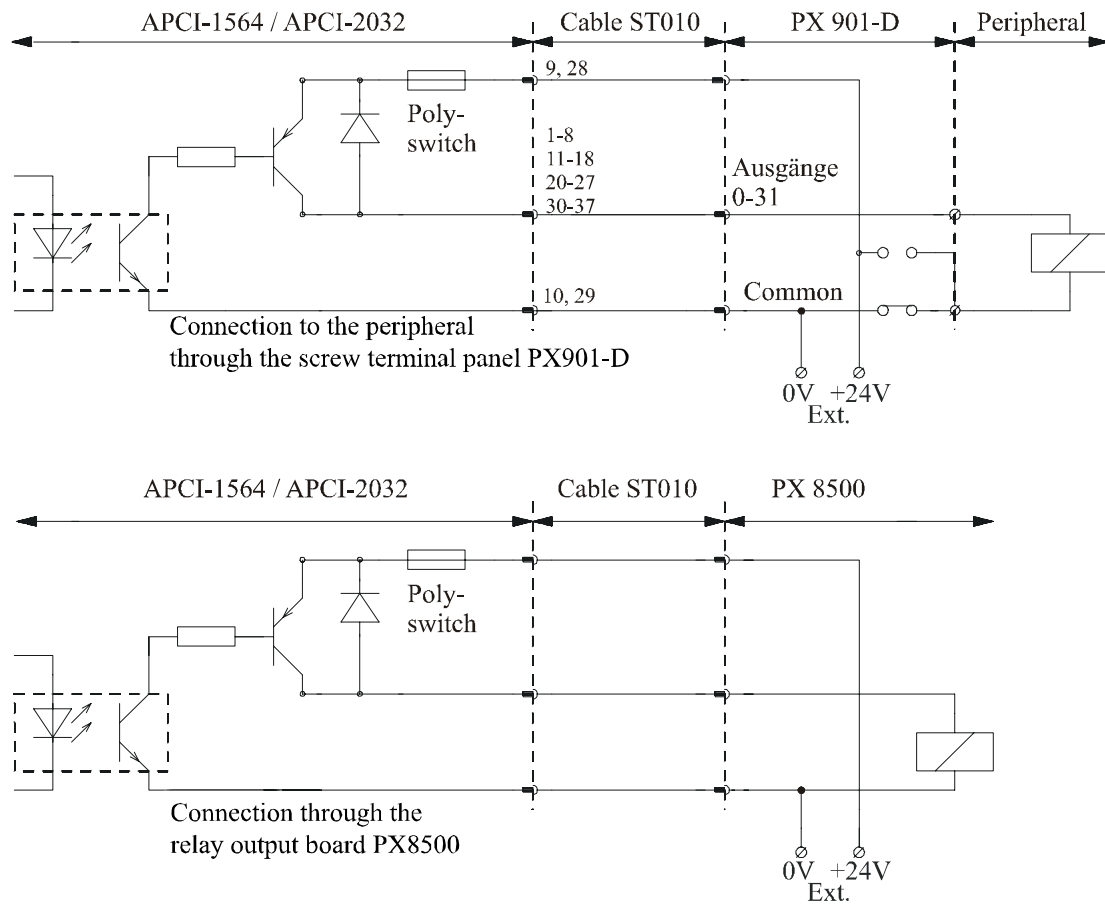 APCI-1564 / APCI-2032
Cable ST010
PX 901-D
Peripheral
9, 28
Poly-
switch
1-8
11-18
20-27
30-37
Ausgänge
0-31
10, 29
Common
Connection to the peripheral
through the screw terminal panel PX901-D
0V +24V
Ext.
APCI-1564 / APCI-2032
Cable ST010
PX 8500
Poly-
switch
Connection through the
relay output board PX8500
0V +24V
Ext.